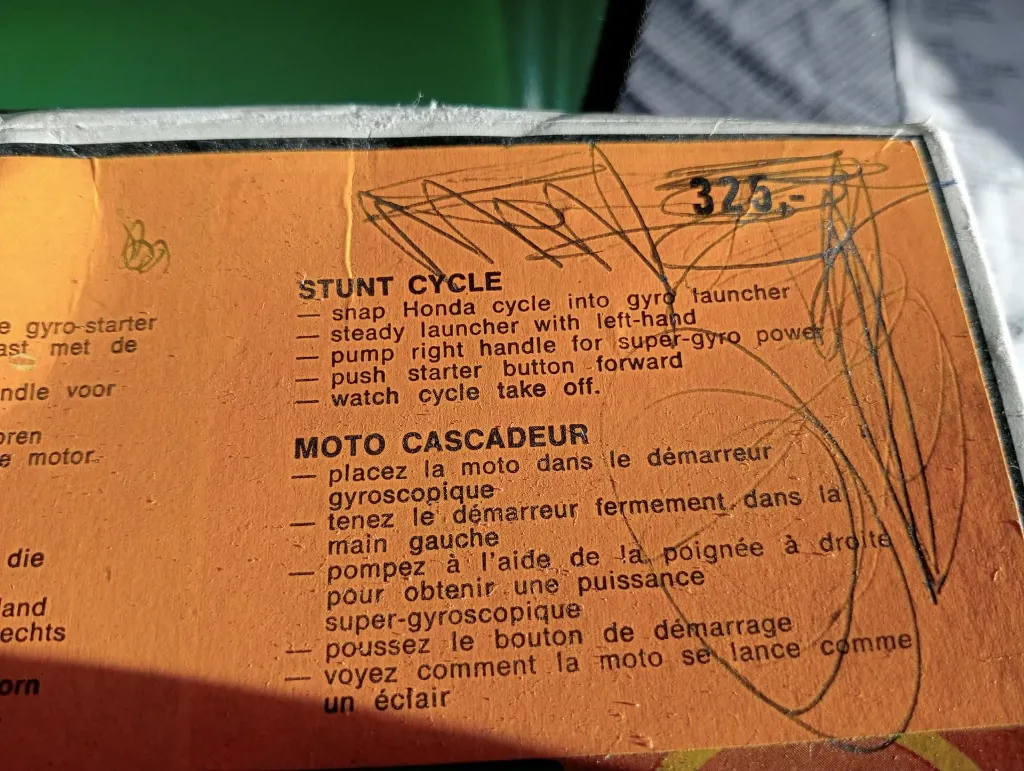 325,-
e gyro-starter
ast met de
ndle voor
oren
e motor.
die
land
echts
orn
STUNT CYCLE
— snap Honda cycle into gyro launcher
— steady launcher with left-hand
— pump right handle for super-gyro power
— push starter button forward
— watch cycle take off.
MOTO CASCADEUR
— placez la moto dans le démarreur
gyroscopique
— tenez le démarreur fermement dans la
main gauche
— pompez à l'aide de la poignée à droite
pour obtenir une puissance
super-gyroscopique
— poussez le bouton de démarrage
— voyez comment la moto se lance comme
un éclair